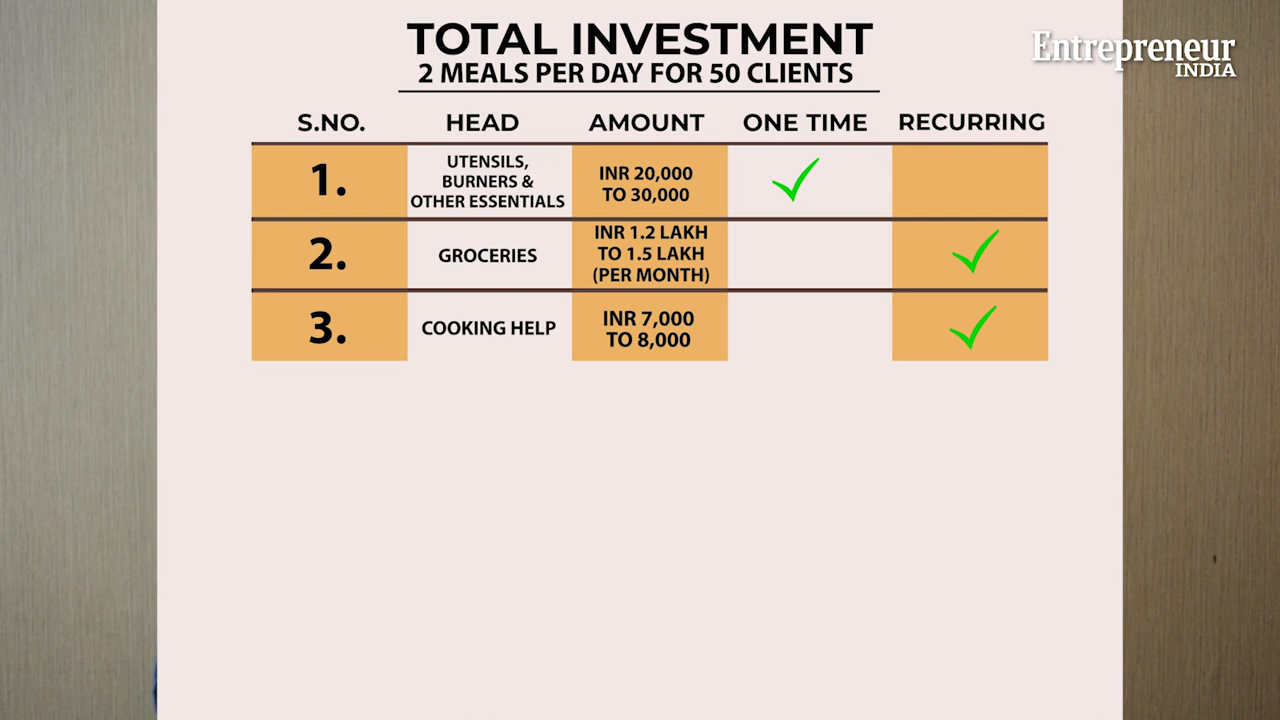 TOTAL INVESTMENT
2 MEALS PER DAY FOR 50 CLIENTS
Entrepreneur
INDIA
S.NO. HEAD AMOUNT ONE TIME RECURRING
1. UTENSILS, BURNERS & OTHER ESSENTIALS INR 20,000 TO 30,000
2. GROCERIES INR 1.2 LAKH TO 1.5 LAKH (PER MONTH)
3. COOKING HELP INR 7,000 TO 8,000